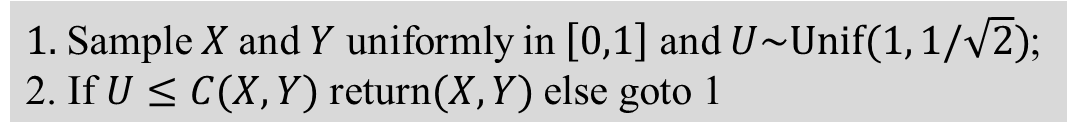 1. Sample X and Y uniformly in [0,1] and U~Unif(1, 1/√2);
2. If U ≤ C(X, Y) return(X, Y) else goto 1